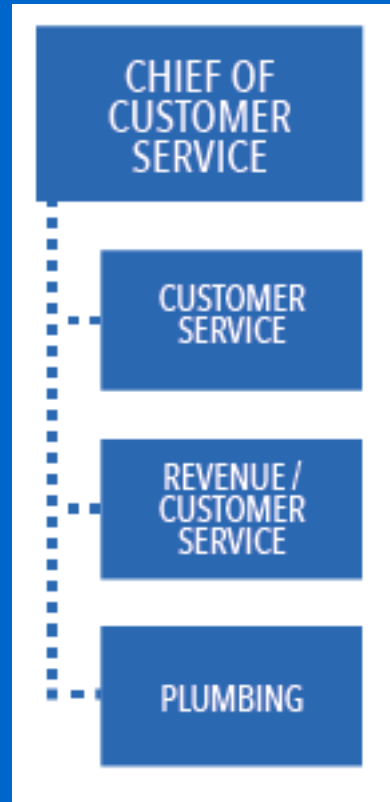 CHIEF OF
CUSTOMER
SERVICE
CUSTOMER
SERVICE
REVENUE /
CUSTOMER
SERVICE
PLUMBING